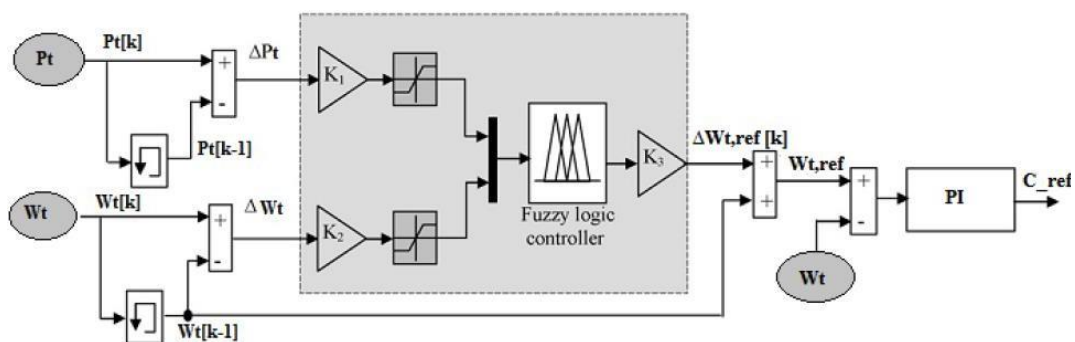 Pt
Pt[k]
+
-
ΔPt
Pt[k-1]
K1
Wt
Wt[k]
+
-
ΔWt
Wt[k-1]
K2
Fuzzy logic
controller
K3
ΔWt,ref [k]
+
+
Wt,ref
+
-
Wt
PI
C_ref